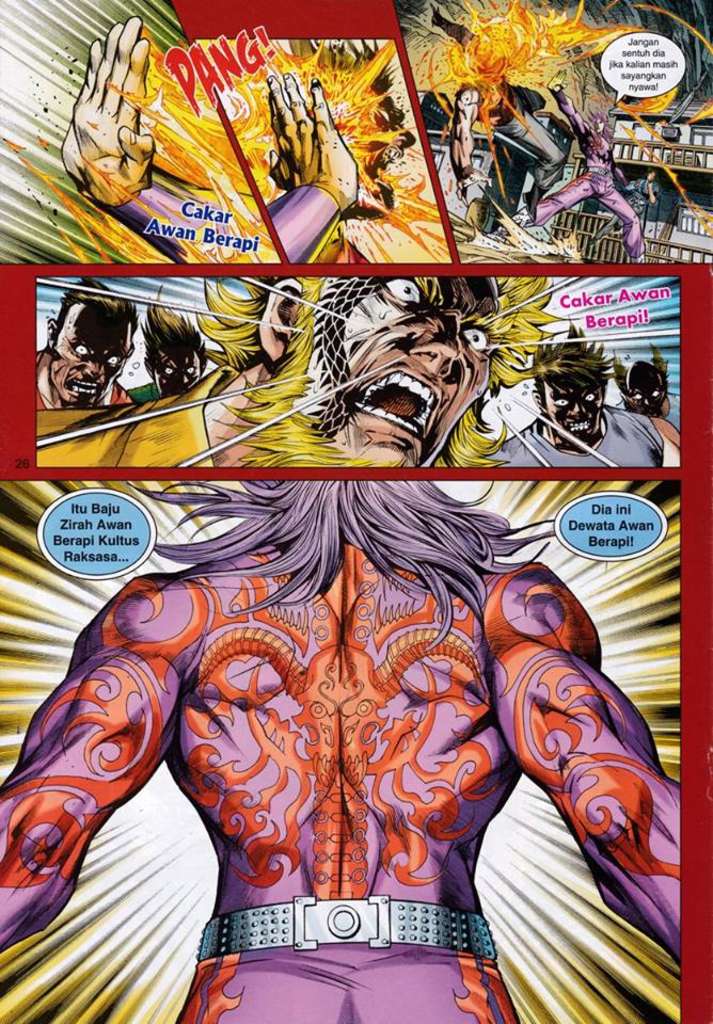 PANG!
Cakar
Awan Berapi
Jangan
sentuh dia
jika kalian masih
sayangkan
nyawa!
Cakar Awan
Berapi!
26
Itu Baju
Zirah Awan
Berapi Kultus
Raksasa...
Dia ini
Dewata Awan
Berapi!